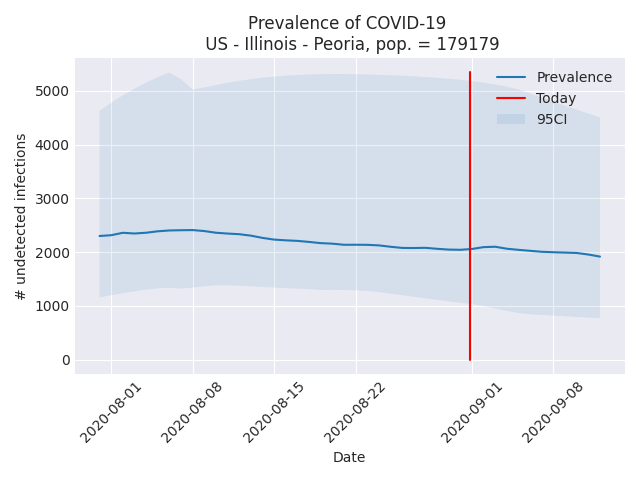 Prevalence of COVID-19
US - Illinois - Peoria, pop. = 179179
Prevalence
Today
95CI
# undetected infections
5000
4000
3000
2000
1000
0
2020-08-01
2020-08-08
2020-08-15
2020-08-22
2020-09-01
2020-09-08
Date